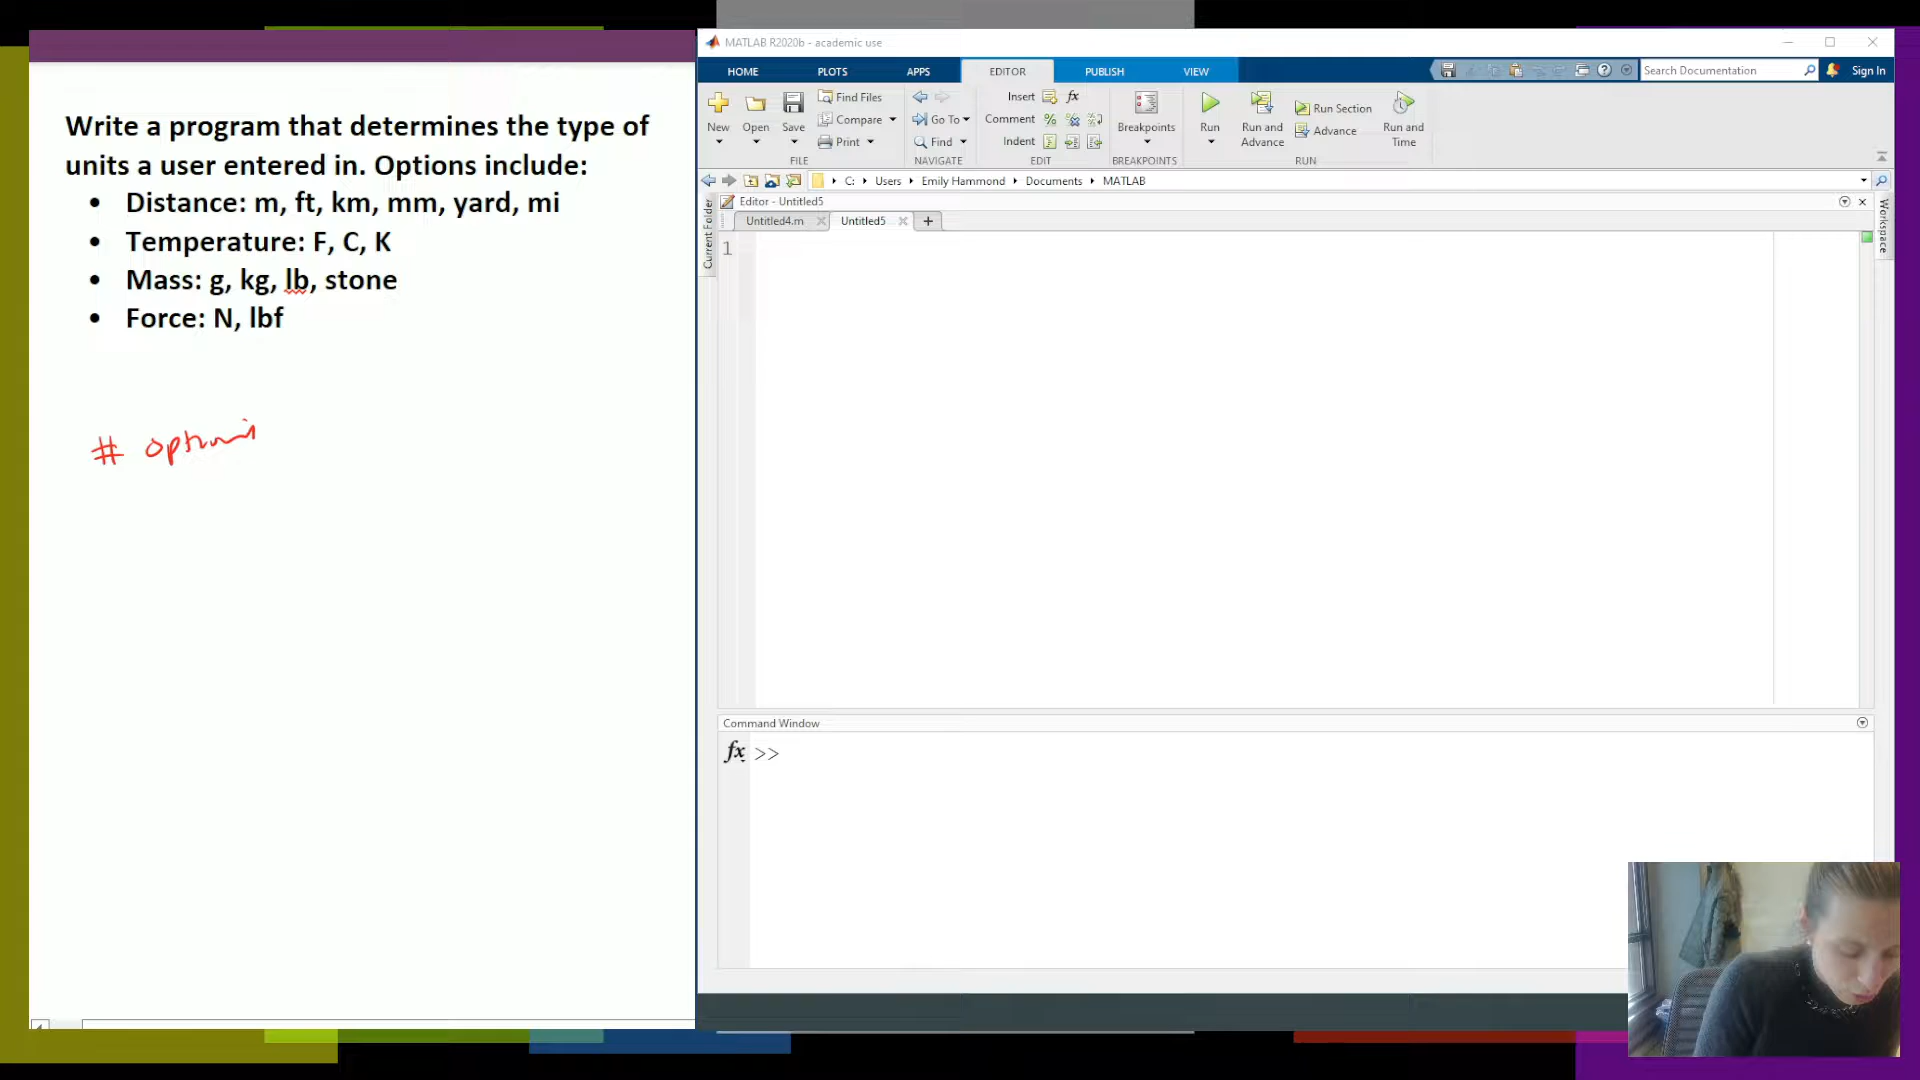 Write a program that determines the type of
units a user entered in. Options include:
• Distance: m, ft, km, mm, yard, mi
• Temperature: F, C, K
• Mass: g, kg, lb, stone
• Force: N, lbf
#
MATLAB R2020b - academic use
HOME PLOTS APPS EDITOR PUBLISH VIEW
Search Documentation
Sign In
New Open Save
Find Files
Compare
Print
FILE
Go To
Find
NAVIGATE
Insert fx
Comment
Indent
EDIT
Breakpoints
BREAKPOINTS
Run
Run and
Advance
Run Section
Advance
Run and
Time
RUN
C: Users Emily Hammond Documents MATLAB
Current Folder
Editor - Untitled5
Untitled4.m Untitled5 +
1
Workspace
Command Window
fx >>